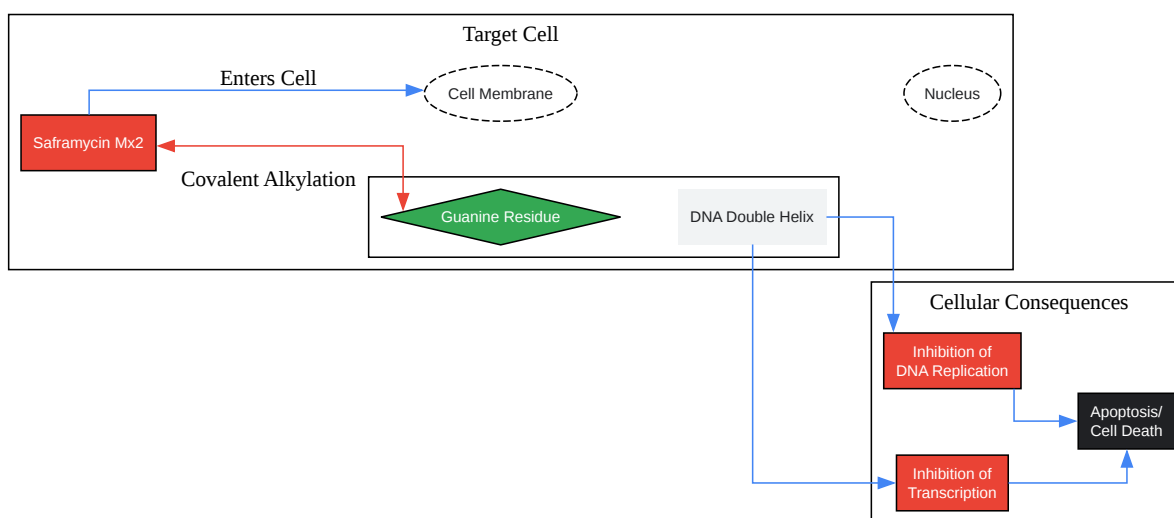 Target Cell
Enters Cell
Cell Membrane
Nucleus
Saframycin Mx2
Covalent Alkylation
Guanine Residue
DNA Double Helix
Cellular Consequences
Inhibition of
DNA Replication
Apoptosis/
Cell Death
Inhibition of
Transcription